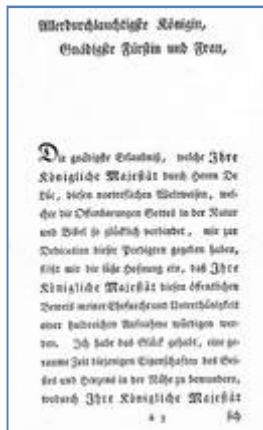 Allerdurchlauchtigste Königin,
Gnädigste Fürstin und Frau,
Die gnädigste Erlaubniß, welche Ihre
Königliche Majestät durch Herrn De
Lüc, diesen vortreflichen Weltweisen, wel-
cher die Offenbarungen Gottes in der Natur
und Bibel so glücklich verbindet, mir zur
Dedication dieser Predigten gegeben haben,
flößt mir die süße Hofnung ein, daß Ihre
Königliche Majestät diesen öffentlichen
Beweis meiner Ehrfurcht und Unterthänigkeit
einer huldreichen Aufnahme würdigen wer-
den. Ich habe das Glück gehabt, eine ge-
raume Zeit diejenigen Eigenschaften des Gei-
stes und Herzens in der Nähe zu bewundern,
wodurch Ihre Königliche Majestät
a 3 sich